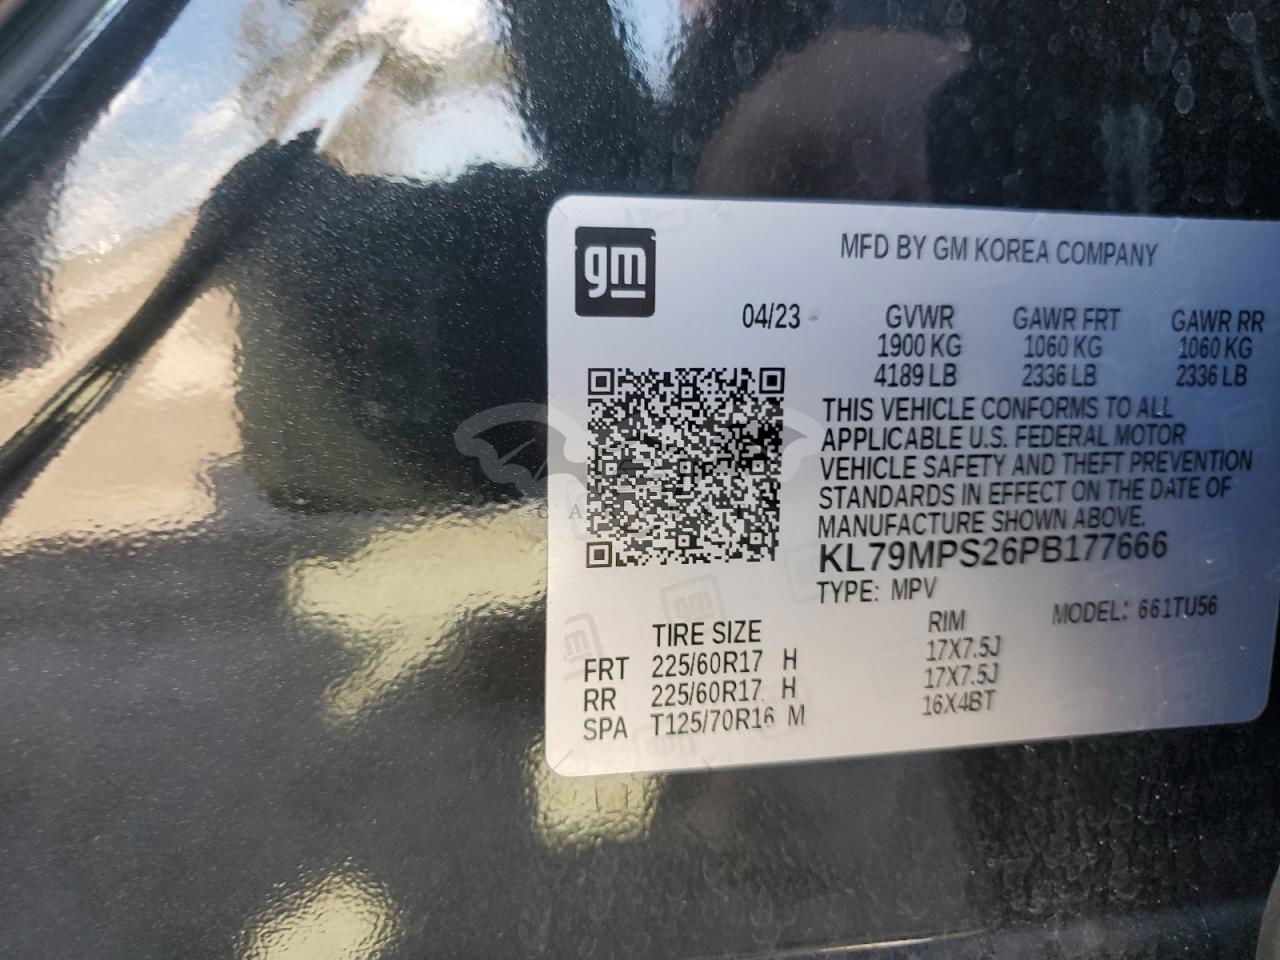 gm
MFD BY GM KOREA COMPANY
04/23 GVWR GAWR FRT GAWR RR
1900 KG 1060 KG 1060 KG
4189 LB 2336 LB 2336 LB
THIS VEHICLE CONFORMS TO ALL
APPLICABLE U.S. FEDERAL MOTOR
VEHICLE SAFETY AND THEFT PREVENTION
STANDARDS IN EFFECT ON THE DATE OF
MANUFACTURE SHOWN ABOVE.
KL79MPS26PB177666
TYPE: MPV MODEL: 661TU56
TIRE SIZE RIM
FRT 225/60R17 H 17X7.5J
RR 225/60R17 H 17X7.5J
SPA T125/70R16 M 16X4BT